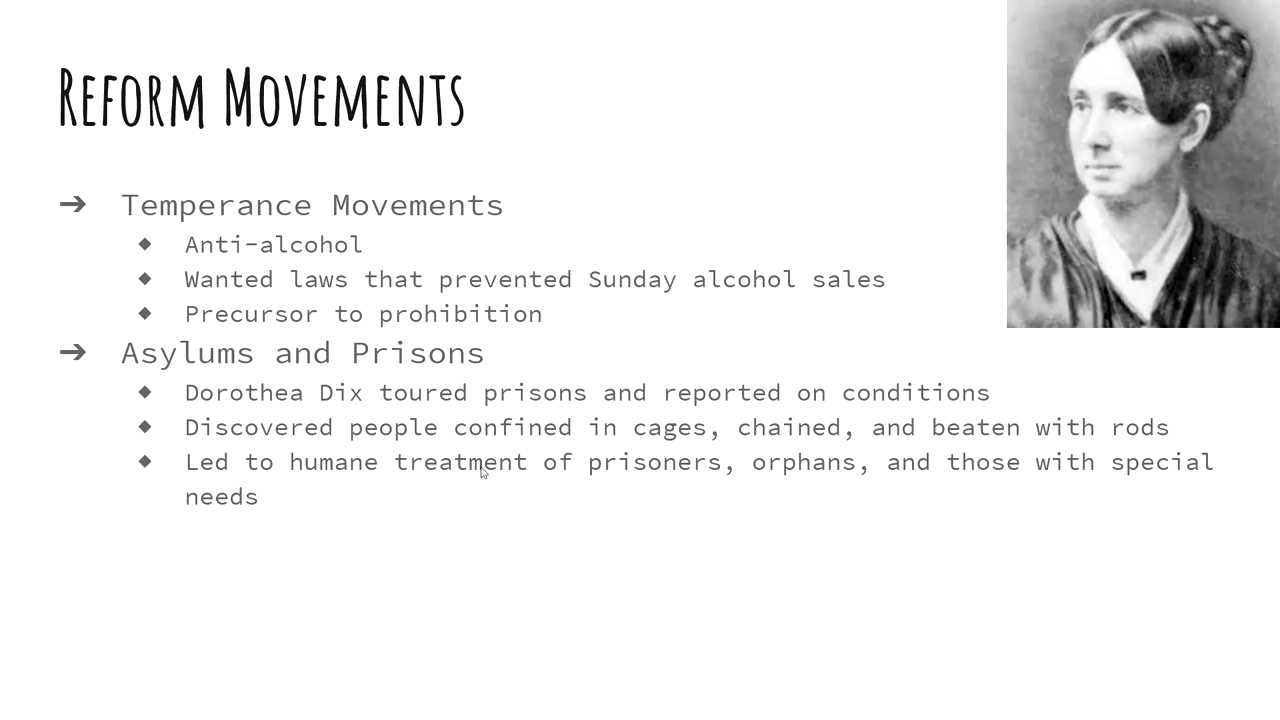 Reform Movements
➔ Temperance Movements
◆ Anti-alcohol
◆ Wanted laws that prevented Sunday alcohol sales
◆ Precursor to prohibition
➔ Asylums and Prisons
◆ Dorothea Dix toured prisons and reported on conditions
◆ Discovered people confined in cages, chained, and beaten with rods
◆ Led to humane treatment of prisoners, orphans, and those with special
needs